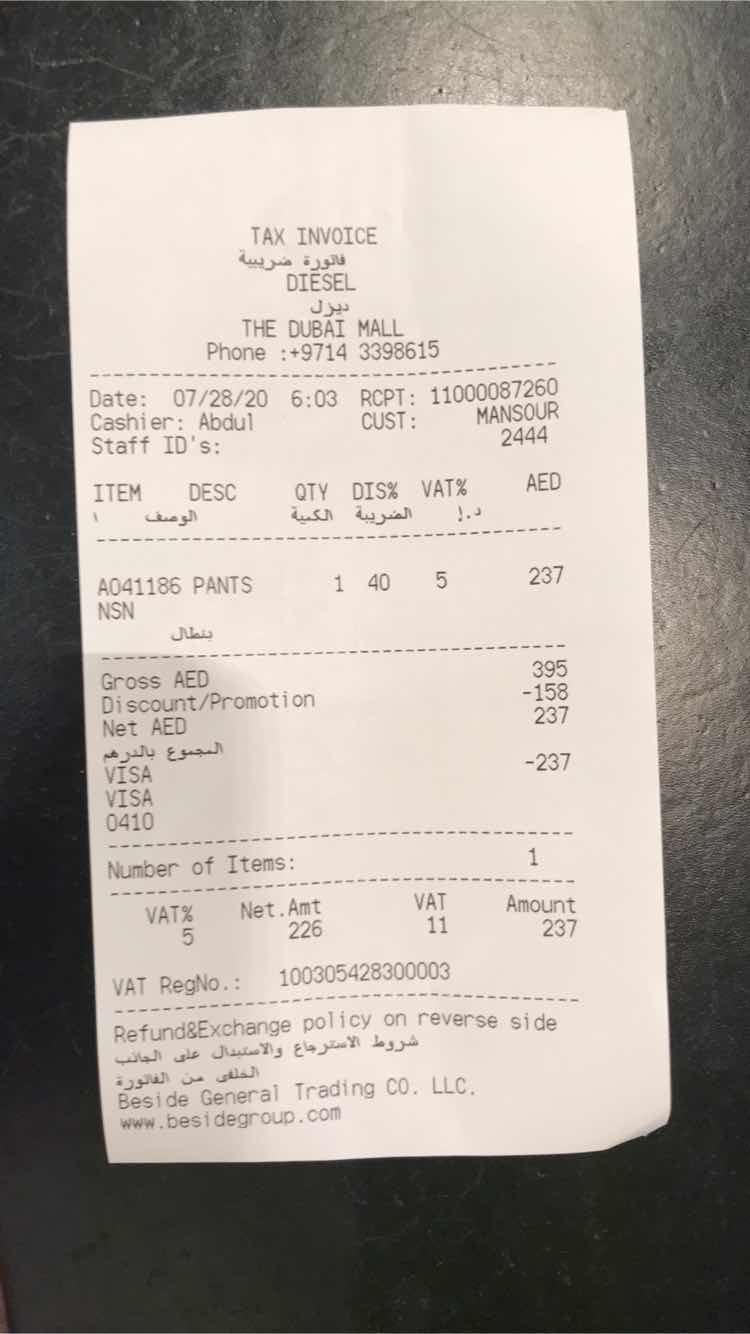 TAX INVOICE
فاتورة ضريبية
DIESEL
ديزل
THE DUBAI MALL
Phone :+9714 3398615
Date: 07/28/20 6:03 RCPT: 11000087260
Cashier: Abdul CUST: MANSOUR
Staff ID's: 2444
ITEM DESC QTY DIS% VAT% AED
ا الوصف الكمية الضريبة د.إ
A041186 PANTS 1 40 5 237
NSN
بنطال
Gross AED 395
Discount/Promotion -158
Net AED 237
المجموع بالدرهم
VISA -237
VISA
0410
Number of Items: 1
VAT% Net.Amt VAT Amount
5 226 11 237
VAT RegNo.: 100305428300003
Refund&Exchange policy on reverse side
شروط الاسترجاع والاستبدال على الجانب
الخلفى من الفاتورة
Beside General Trading CO. LLC.
www.besidegroup.com